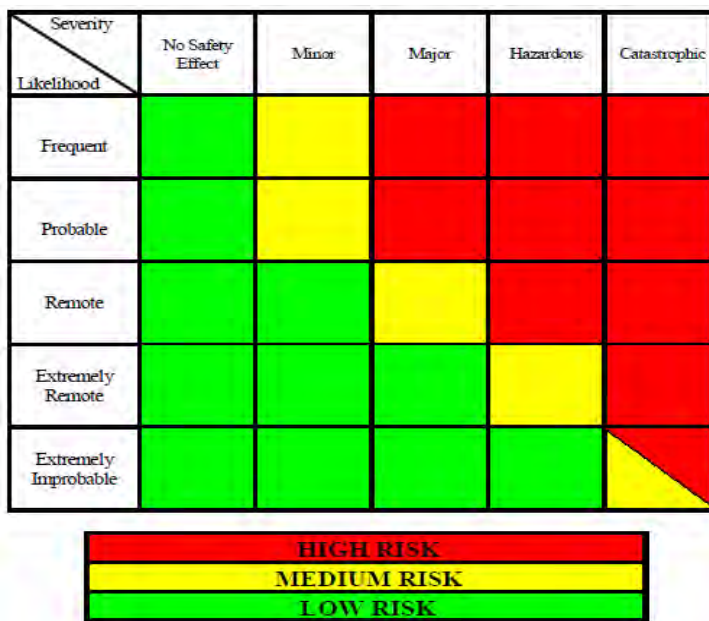 Severity
Likelihood
No Safety
Effect
Minor
Major
Hazardous
Catastrophic
Frequent
Probable
Remote
Extremely
Remote
Extremely
Improbable
HIGH RISK
MEDIUM RISK
LOW RISK